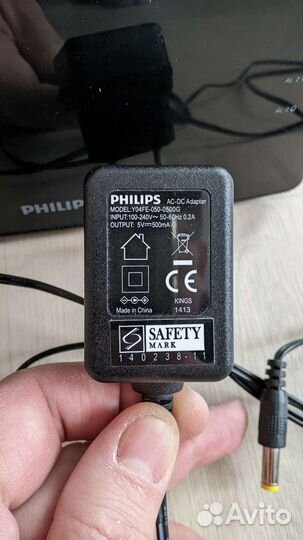 PHILIPS
PHILIPS AC-DC Adapter
MODEL:Y04FE-050-0500G
INPUT:100-240V~ 50-60Hz 0.2A
OUTPUT: 5V⎓500mA
CE
KINGS
Made in China 1413
SAFETY
MARK
140238-11
Avito